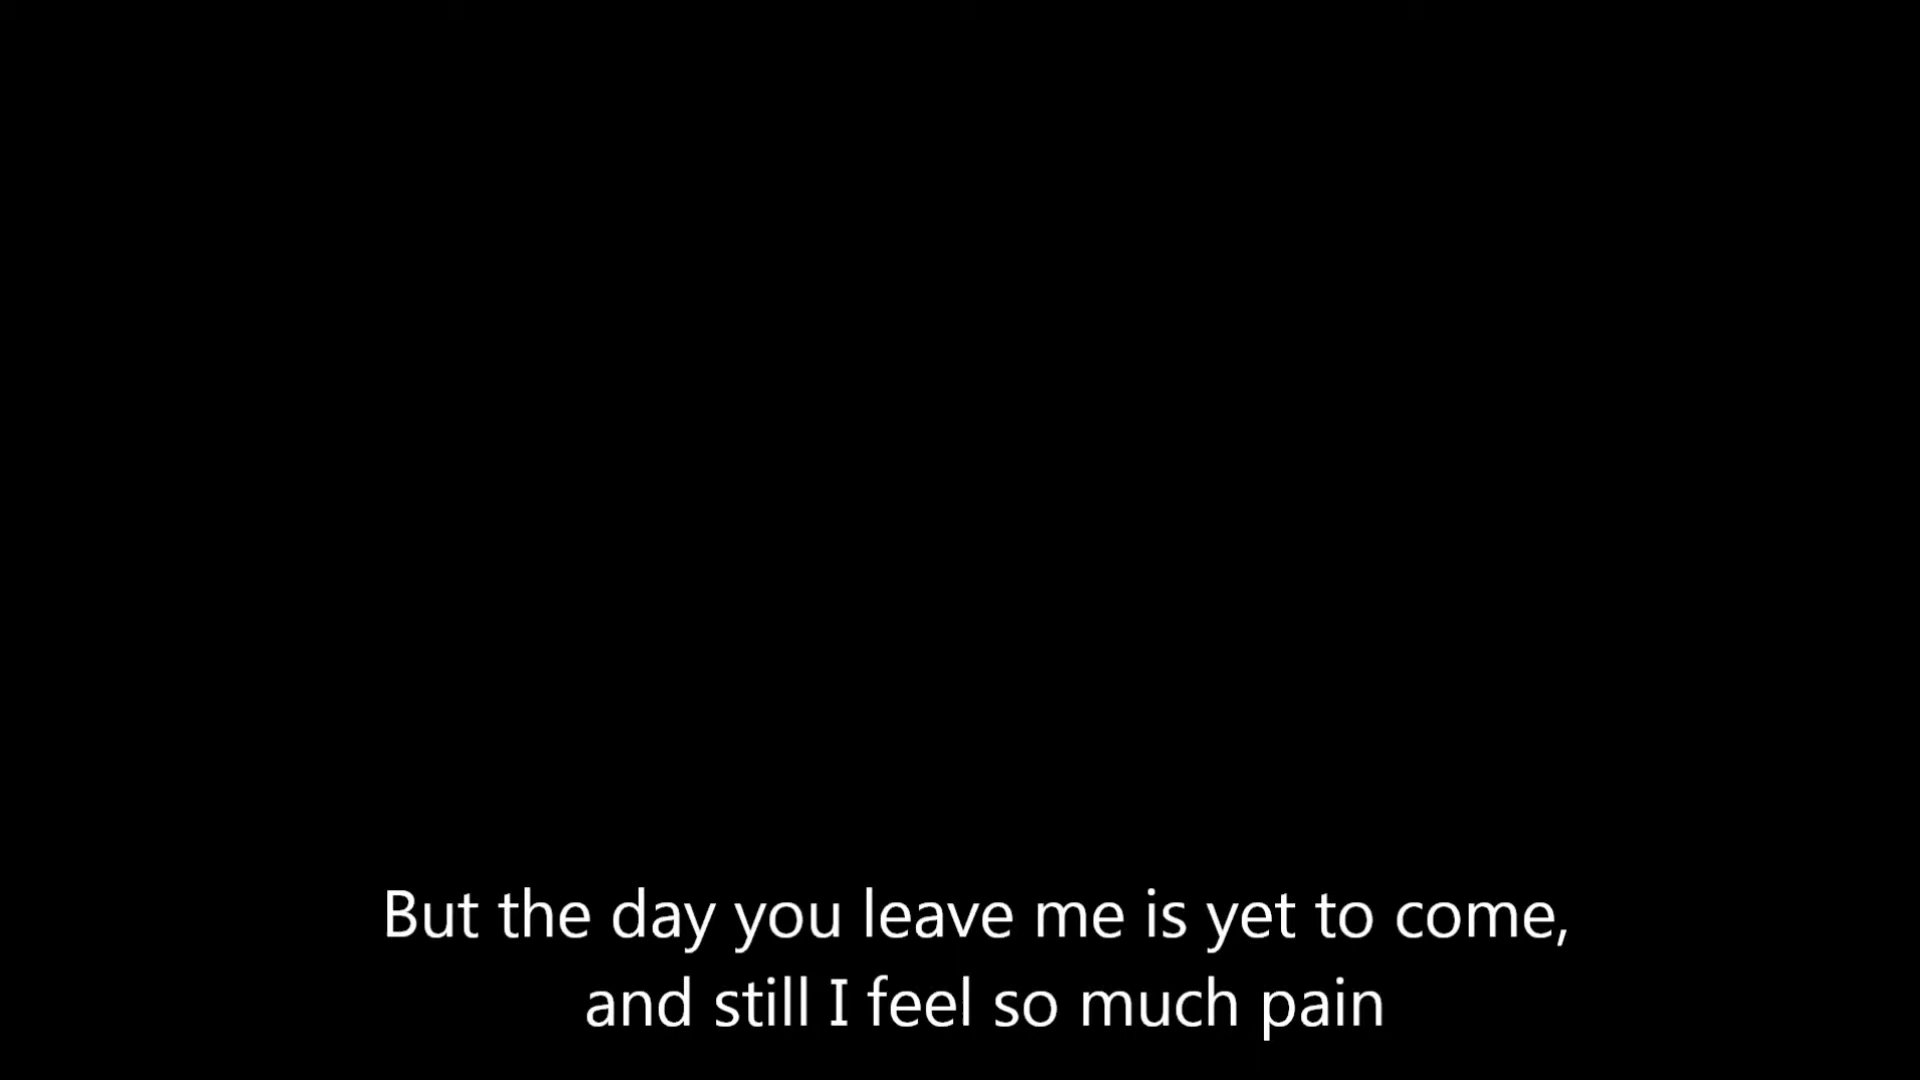 But the day you leave me is yet to come,
and still I feel so much pain